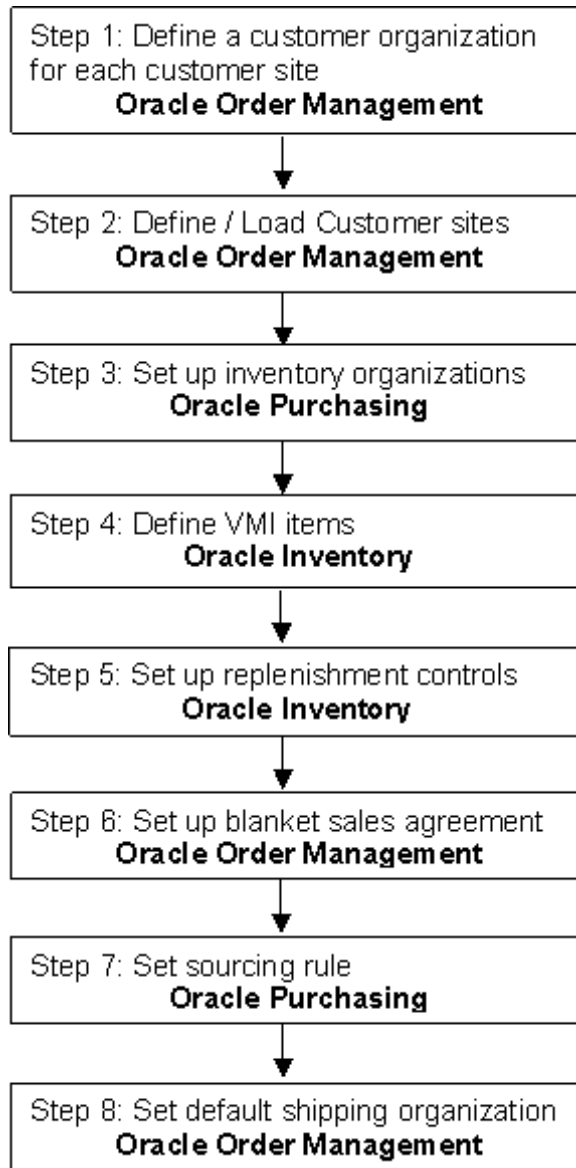 Step 1: Define a customer organization
for each customer site
Oracle Order Management
Step 2: Define / Load Customer sites
Oracle Order Management
Step 3: Set up inventory organizations
Oracle Purchasing
Step 4: Define VMI items
Oracle Inventory
Step 5: Set up replenishment controls
Oracle Inventory
Step 6: Set up blanket sales agreement
Oracle Order Management
Step 7: Set sourcing rule
Oracle Purchasing
Step 8: Set default shipping organization
Oracle Order Management